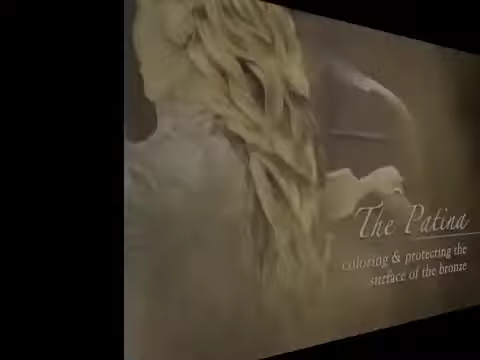 The Patina
coloring & protecting the
surface of the bronze